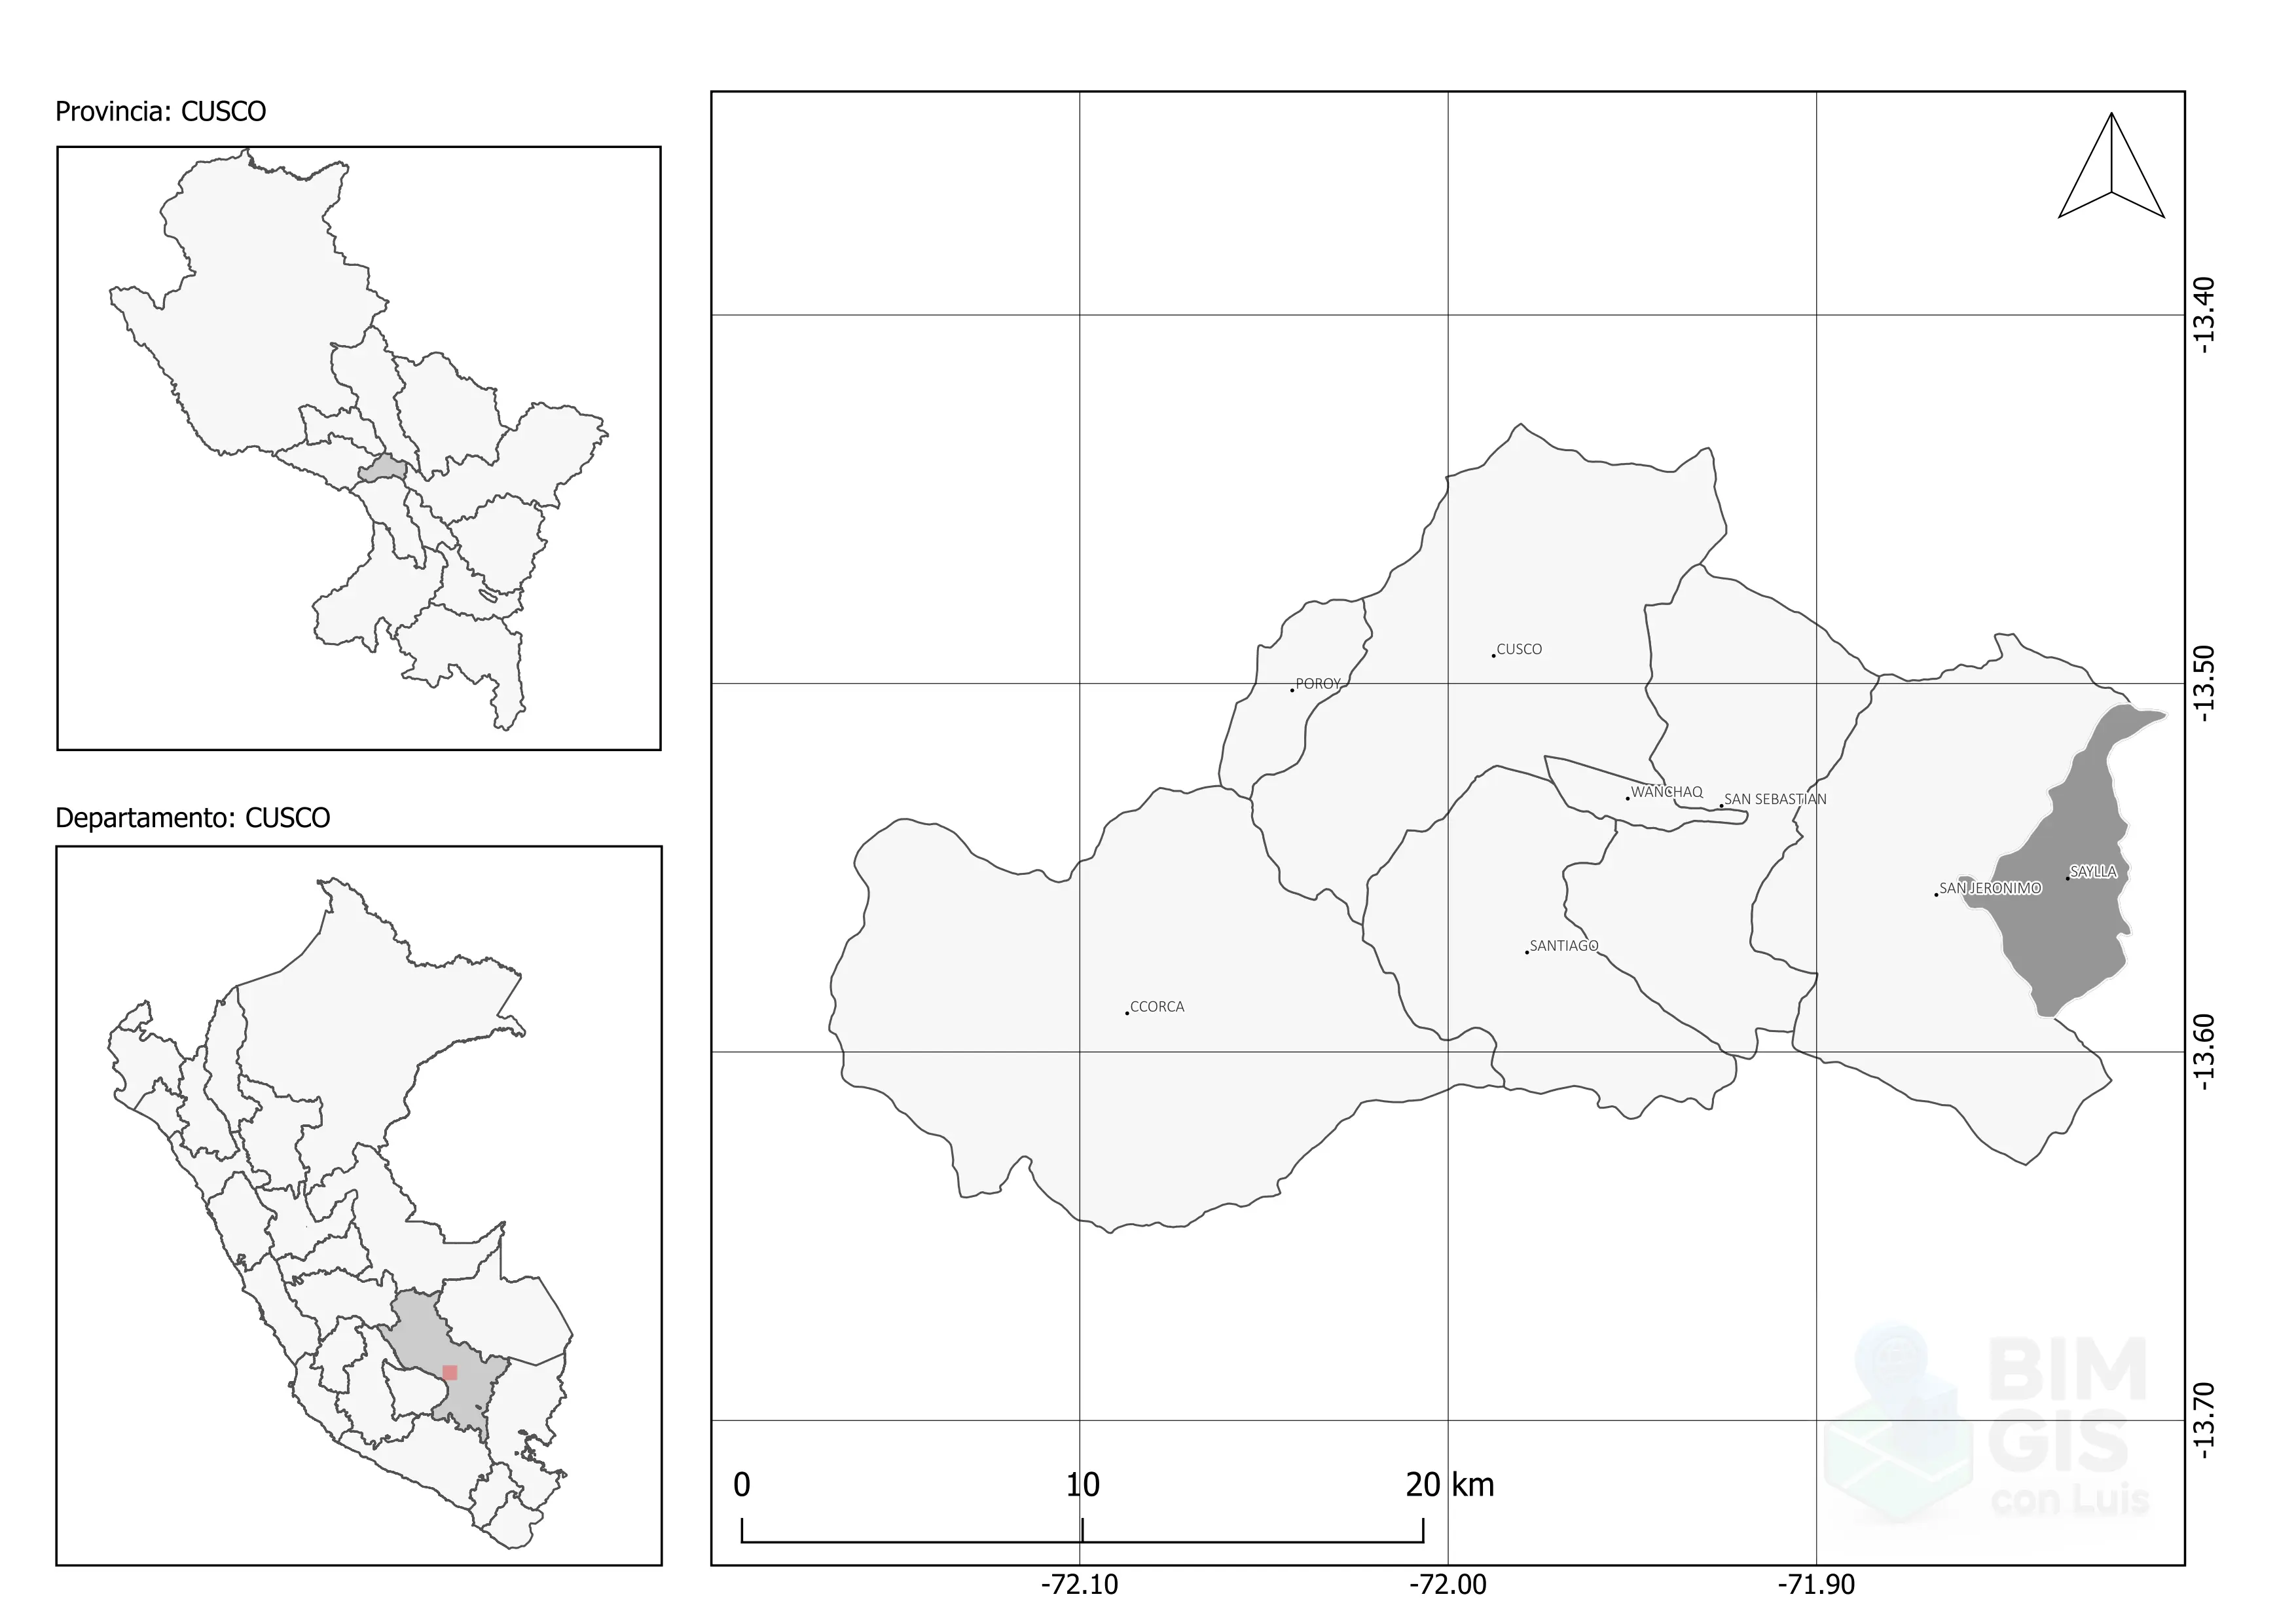 Provincia: CUSCO
Departamento: CUSCO
CUSCO
POROY
WANCHAQ
SAN SEBASTIAN
SAYLLA
SAN JERONIMO
SANTIAGO
CCORCA
-13.40
-13.50
-13.60
-13.70
BIM
GIS
con Luis
0 10 20 km
-72.10 -72.00 -71.90